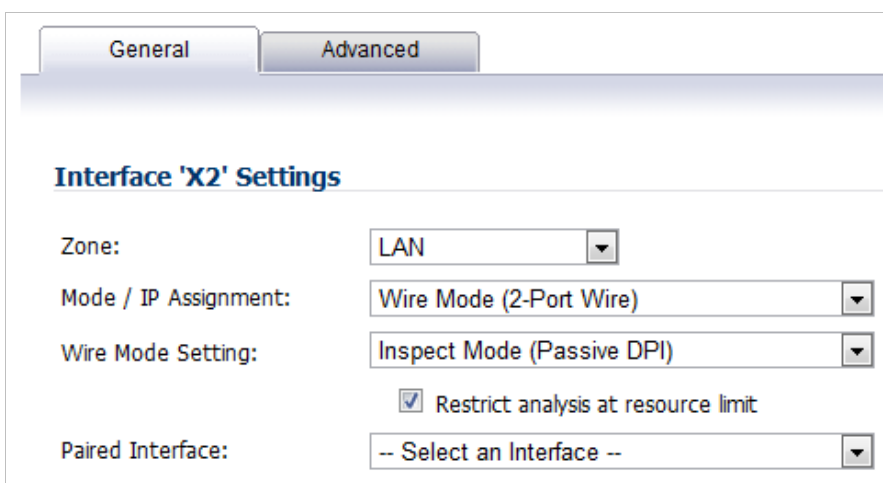 General Advanced
Interface 'X2' Settings
Zone: LAN
Mode / IP Assignment: Wire Mode (2-Port Wire)
Wire Mode Setting: Inspect Mode (Passive DPI)
Restrict analysis at resource limit
Paired Interface: -- Select an Interface --